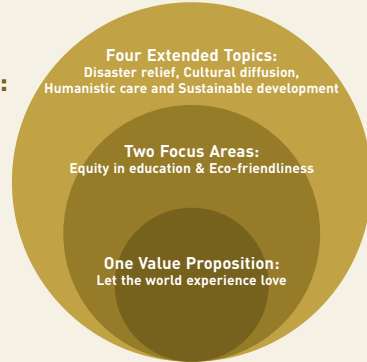 :
Four Extended Topics:
Disaster relief, Cultural diffusion,
Humanistic care and Sustainable development
Two Focus Areas:
Equity in education & Eco-friendliness
One Value Proposition:
Let the world experience love